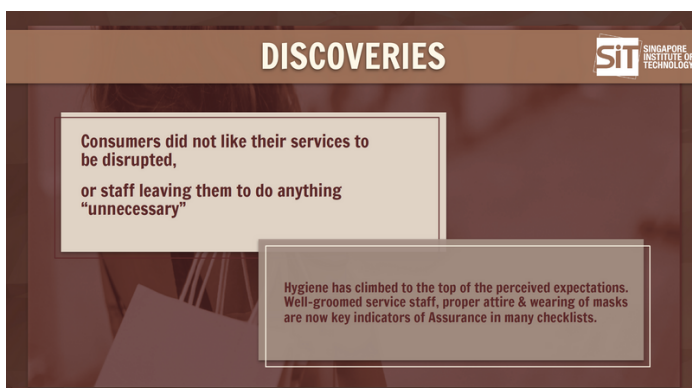 DISCOVERIES
SiT
SINGAPORE
INSTITUTE OF
TECHNOLOGY
Consumers did not like their services to
be disrupted,
or staff leaving them to do anything
“unnecessary”
Hygiene has climbed to the top of the perceived expectations.
Well-groomed service staff, proper attire & wearing of masks
are now key indicators of Assurance in many checklists.